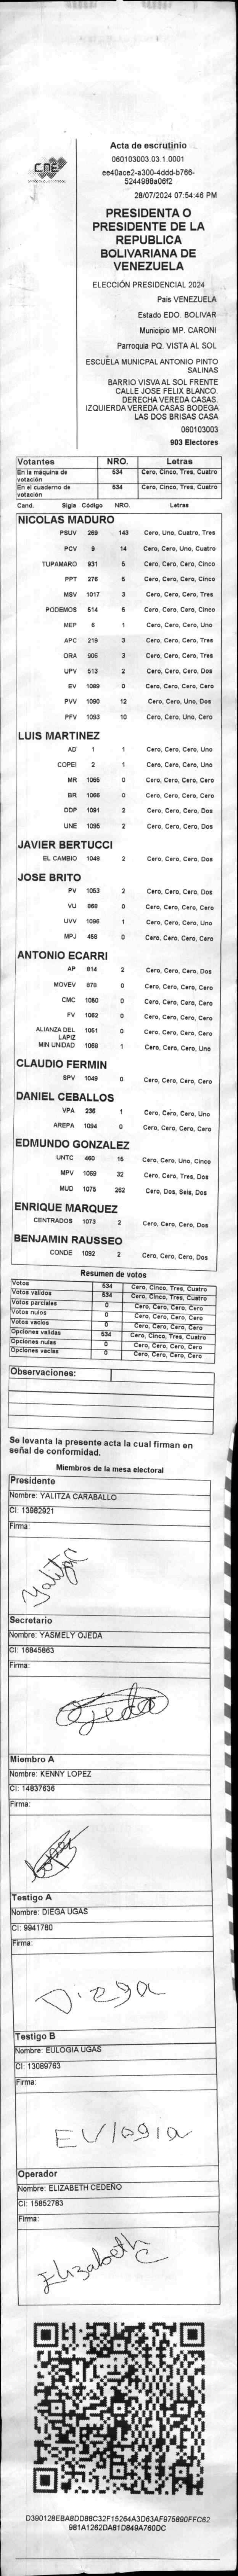 CNE
Acta de escrutinio
060103003.03.1.0001
ee40ace2-a300-4ddd-b766-
5244988a06f2
28/07/2024 07:54:46 PM
PRESIDENTA O
PRESIDENTE DE LA
REPUBLICA
BOLIVARIANA DE
VENEZUELA
ELECCIÓN PRESIDENCIAL 2024
Pais VENEZUELA
Estado EDO. BOLIVAR
Municipio MP. CARONI
Parroquia PQ. VISTA AL SOL
ESCUELA MUNICPAL ANTONIO PINTO
SALINAS
BARRIO VISVA AL SOL FRENTE
CALLE JOSE FELIX BLANCO.
DERECHA VEREDA CASAS.
IZQUIERDA VEREDA CASAS BODEGA
LAS DOS BRISAS CASA
060103003
903 Electores
Votantes NRO. Letras
En la máquina de votación 534 Cero, Cinco, Tres, Cuatro
En el cuaderno de votación 534 Cero, Cinco, Tres, Cuatro
Cand. Sigla Código NRO. Letras
NICOLAS MADURO
PSUV 269 143 Cero, Uno, Cuatro, Tres
PCV 9 14 Cero, Cero, Uno, Cuatro
TUPAMARO 931 5 Cero, Cero, Cero, Cinco
PPT 276 5 Cero, Cero, Cero, Cinco
MSV 1017 3 Cero, Cero, Cero, Tres
PODEMOS 514 5 Cero, Cero, Cero, Cinco
MEP 6 1 Cero, Cero, Cero, Uno
APC 219 3 Cero, Cero, Cero, Tres
ORA 906 3 Cero, Cero, Cero, Tres
UPV 513 2 Cero, Cero, Cero, Dos
EV 1089 0 Cero, Cero, Cero, Cero
PVV 1090 12 Cero, Cero, Uno, Dos
PFV 1093 10 Cero, Cero, Uno, Cero
LUIS MARTINEZ
AD 1 1 Cero, Cero, Cero, Uno
COPEI 2 1 Cero, Cero, Cero, Uno
MR 1065 0 Cero, Cero, Cero, Cero
BR 1066 0 Cero, Cero, Cero, Cero
DDP 1091 2 Cero, Cero, Cero, Dos
UNE 1095 2 Cero, Cero, Cero, Dos
JAVIER BERTUCCI
EL CAMBIO 1048 2 Cero, Cero, Cero, Dos
JOSE BRITO
PV 1053 2 Cero, Cero, Cero, Dos
VU 868 0 Cero, Cero, Cero, Cero
UVV 1096 1 Cero, Cero, Cero, Uno
MPJ 458 0 Cero, Cero, Cero, Cero
ANTONIO ECARRI
AP 814 2 Cero, Cero, Cero, Dos
MOVEV 878 0 Cero, Cero, Cero, Cero
CMC 1050 0 Cero, Cero, Cero, Cero
FV 1062 0 Cero, Cero, Cero, Cero
ALIANZA DEL LAPIZ 1051 0 Cero, Cero, Cero, Cero
MIN UNIDAD 1068 1 Cero, Cero, Cero, Uno
CLAUDIO FERMIN
SPV 1049 0 Cero, Cero, Cero, Cero
DANIEL CEBALLOS
VPA 236 1 Cero, Cero, Cero, Uno
AREPA 1094 0 Cero, Cero, Cero, Cero
EDMUNDO GONZALEZ
UNTC 460 15 Cero, Cero, Uno, Cinco
MPV 1069 32 Cero, Cero, Tres, Dos
MUD 1075 262 Cero, Dos, Seis, Dos
ENRIQUE MARQUEZ
CENTRADOS 1073 2 Cero, Cero, Cero, Dos
BENJAMIN RAUSSEO
CONDE 1092 2 Cero, Cero, Cero, Dos
Resumen de votos
Votos 534 Cero, Cinco, Tres, Cuatro
Votos validos 534 Cero, Cinco, Tres, Cuatro
Votos parciales 0 Cero, Cero, Cero, Cero
Votos nulos 0 Cero, Cero, Cero, Cero
Votos vacios 0 Cero, Cero, Cero, Cero
Opciones validas 534 Cero, Cinco, Tres, Cuatro
Opciones nulas 0 Cero, Cero, Cero, Cero
Opciones vacias 0 Cero, Cero, Cero, Cero
Observaciones:
Se levanta la presente acta la cual firman en
señal de conformidad.
Miembros de la mesa electoral
Presidente
Nombre: YALITZA CARABALLO
CI: 13982921
Firma:
Yalitza
Secretario
Nombre: YASMELY OJEDA
CI: 16845863
Firma:
Ojeda
Miembro A
Nombre: KENNY LOPEZ
CI: 14837636
Firma:
Lopez
Testigo A
Nombre: DIEGA UGAS
CI: 9941780
Firma:
Diega
Testigo B
Nombre: EULOGIA UGAS
CI: 13089763
Firma:
EVlogia
Operador
Nombre: ELIZABETH CEDEÑO
CI: 15852783
Firma:
Elizabeth C
D390128EBA8DD88C32F15264A3D63AF975890FFC62
981A1262DA81D849A760DC